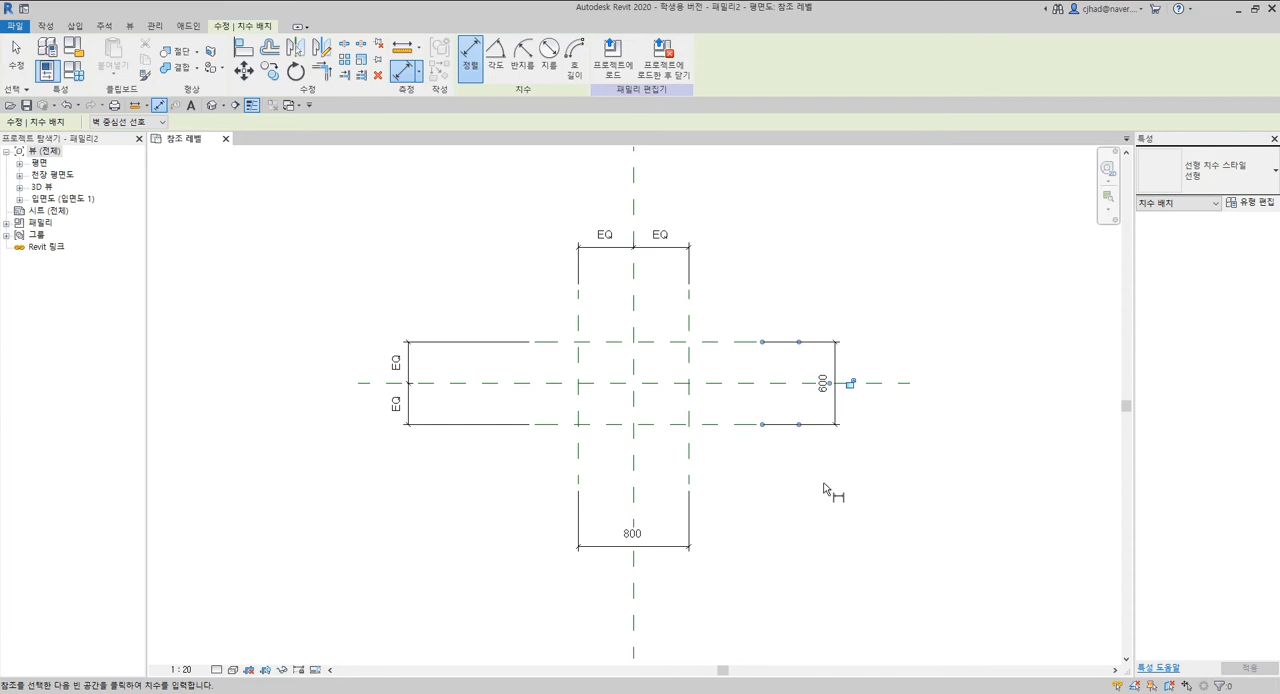 Autodesk Revit 2020 - 학생용 버전 - 패밀리2 - 평면도: 참조 레벨
cjhad@naver....
파일 작성 삽입 주석 뷰 관리 애드인 수정 | 치수 배치
수정
붙여넣기
절단
결합
정렬 각도 반지름 지름 호 길이
프로젝트에 로드
프로젝트에 로드한 후 닫기
선택 특성 클립보드 형상 수정 측정 작성 치수 패밀리 편집기
수정 | 치수 배치 벽 중심선 선호
프로젝트 탐색기 - 패밀리2
참조 레벨
특성
뷰 (전체)
평면
천장 평면도
3D 뷰
입면도 (입면도 1)
시트 (전체)
패밀리
그룹
Revit 링크
선형 치수 스타일
선형
치수 배치
유형 편집
EQ EQ
EQ
EQ
600
800
1 : 20
특성 도움말 적용
참조를 선택한 다음 빈 공간을 클릭하여 치수를 입력합니다.
:0